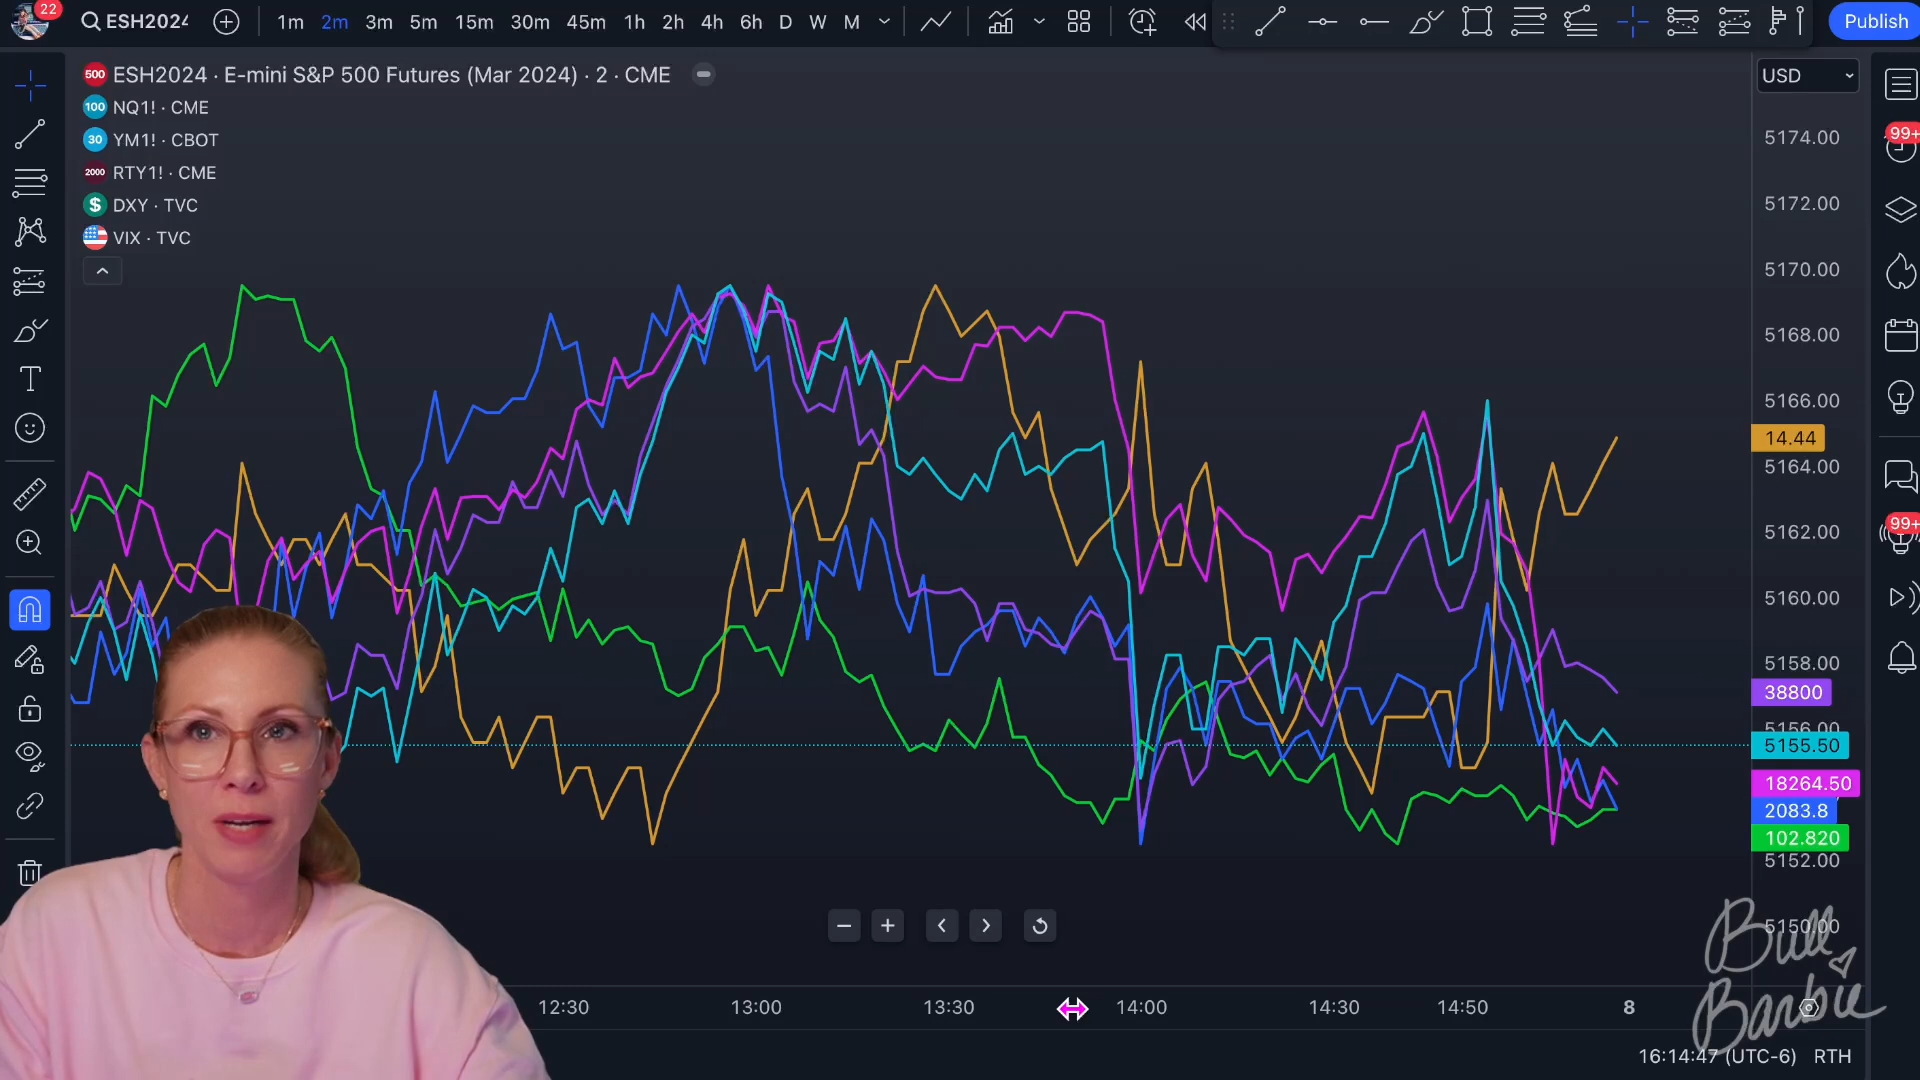 22
ESH2024
1m 2m 3m 5m 15m 30m 45m 1h 2h 4h 6h D W M
Publish
500 ESH2024 · E-mini S&P 500 Futures (Mar 2024) · 2 · CME
USD
100 NQ1! · CME
30 YM1! · CBOT
2000 RTY1! · CME
$ DXY · TVC
VIX · TVC
99+
99+
5174.00
5172.00
5170.00
5168.00
5166.00
14.44
5164.00
5162.00
5160.00
5158.00
38800
5156.00
5155.50
18264.50
2083.8
102.820
5152.00
5150.00
Bull
Barbie
12:30 13:00 13:30 14:00 14:30 14:50 8
16:14:47 (UTC-6) RTH